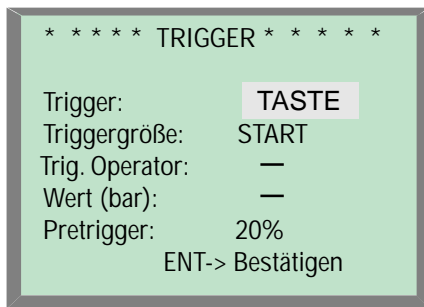 * * * * * TRIGGER * * * * *
Trigger: TASTE
Triggergröße: START
Trig. Operator: —
Wert (bar): —
Pretrigger: 20%
ENT-> Bestätigen